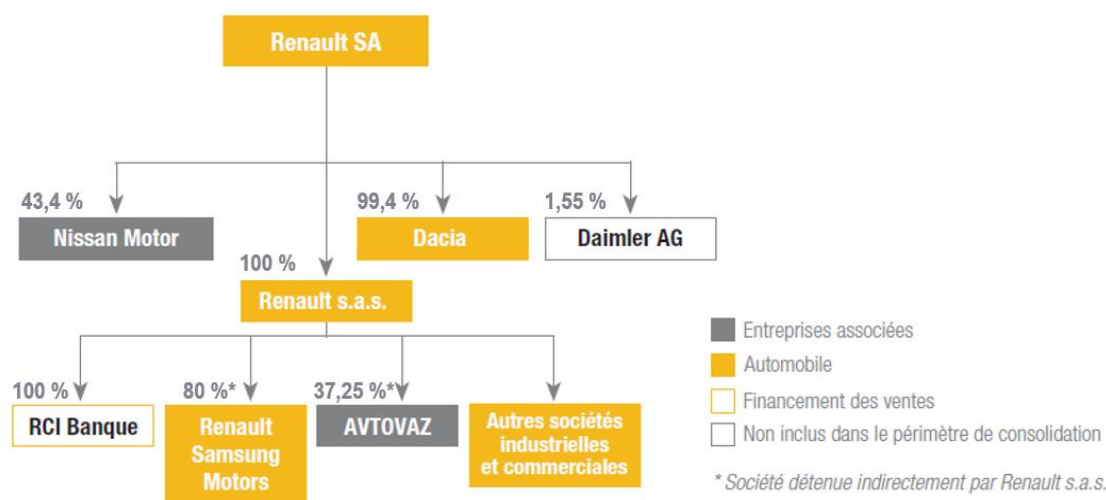 Renault SA
43,4 %
99,4 %
1,55 %
Nissan Motor
Dacia
Daimler AG
100 %
Renault s.a.s.
100 %
80 %*
37,25 %*
RCI Banque
Renault
Samsung
Motors
AVTOVAZ
Autres sociétés
industrielles
et commerciales
Entreprises associées
Automobile
Financement des ventes
Non inclus dans le périmètre de consolidation
* Société détenue indirectement par Renault s.a.s.